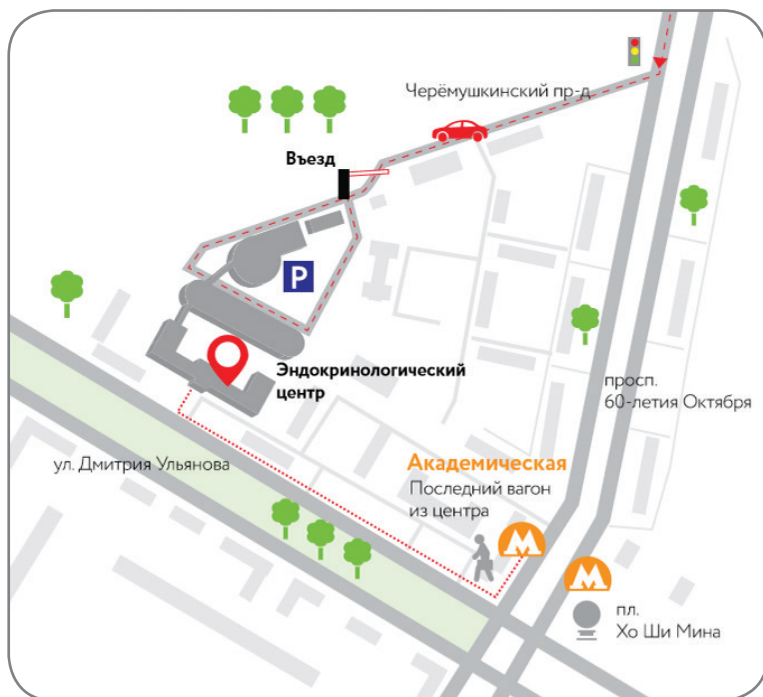 Черёмушкинский пр-д
Въезд
P
Эндокринологический
центр
просп.
60-летия Октября
ул. Дмитрия Ульянова
Академическая
Последний вагон
из центра
М
М
пл.
Хо Ши Мина